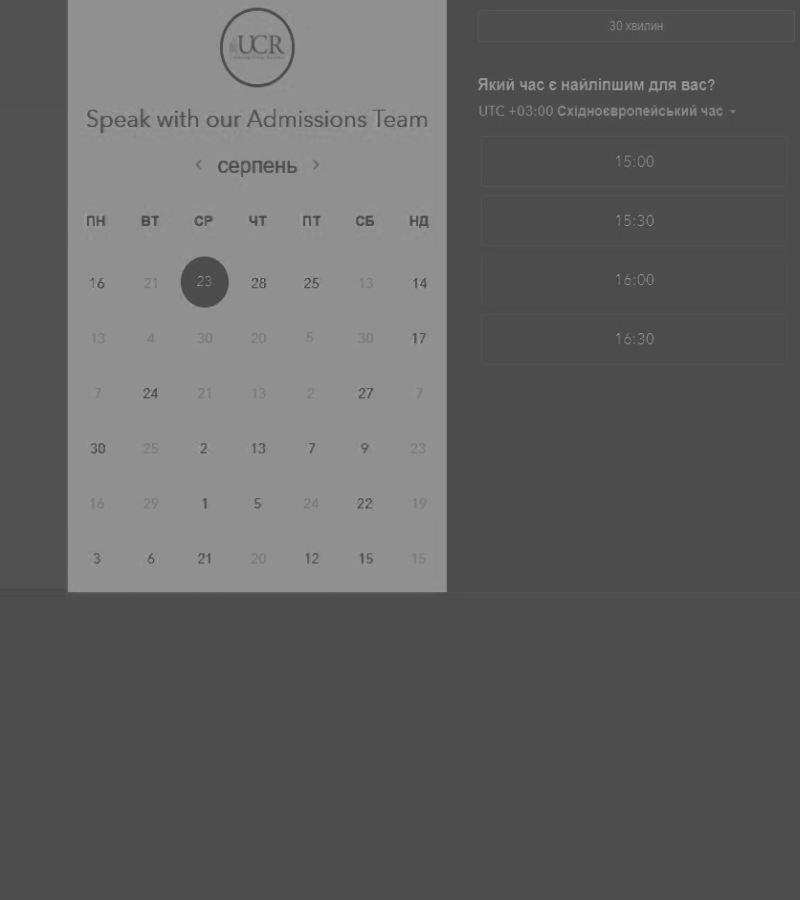 UCR
Speak with our Admissions Team
серпень
ПН ВТ СР ЧТ ПТ СБ НД
16 21 23 28 25 13 14
13 4 30 20 5 30 17
7 24 21 13 2 27 7
30 25 2 13 7 9 23
16 29 1 5 24 22 19
3 6 21 20 12 15 15
30 хвилин
Який час є найліпшим для вас?
UTC +03:00 Східноєвропейський час
15:00
15:30
16:00
16:30